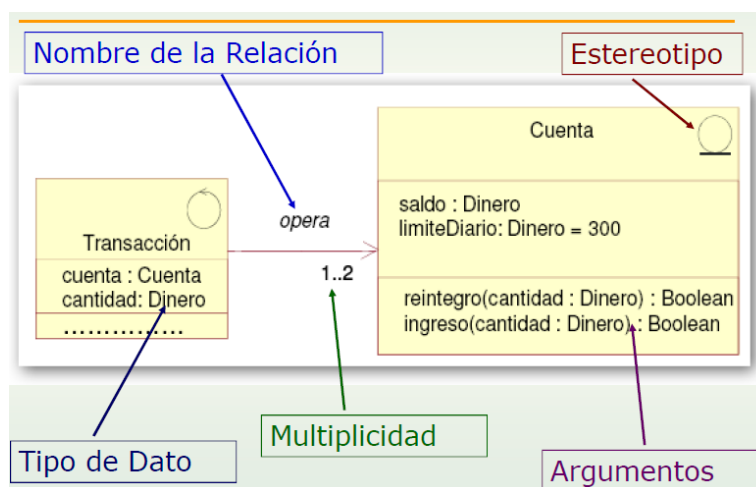 Nombre de la Relación
Estereotipo
Cuenta
saldo : Dinero
limiteDiario: Dinero = 300
opera
Transacción
1..2
cuenta : Cuenta
cantidad: Dinero
reintegro(cantidad : Dinero) : Boolean
ingreso(cantidad : Dinero) : Boolean
……………
Multiplicidad
Tipo de Dato
Argumentos